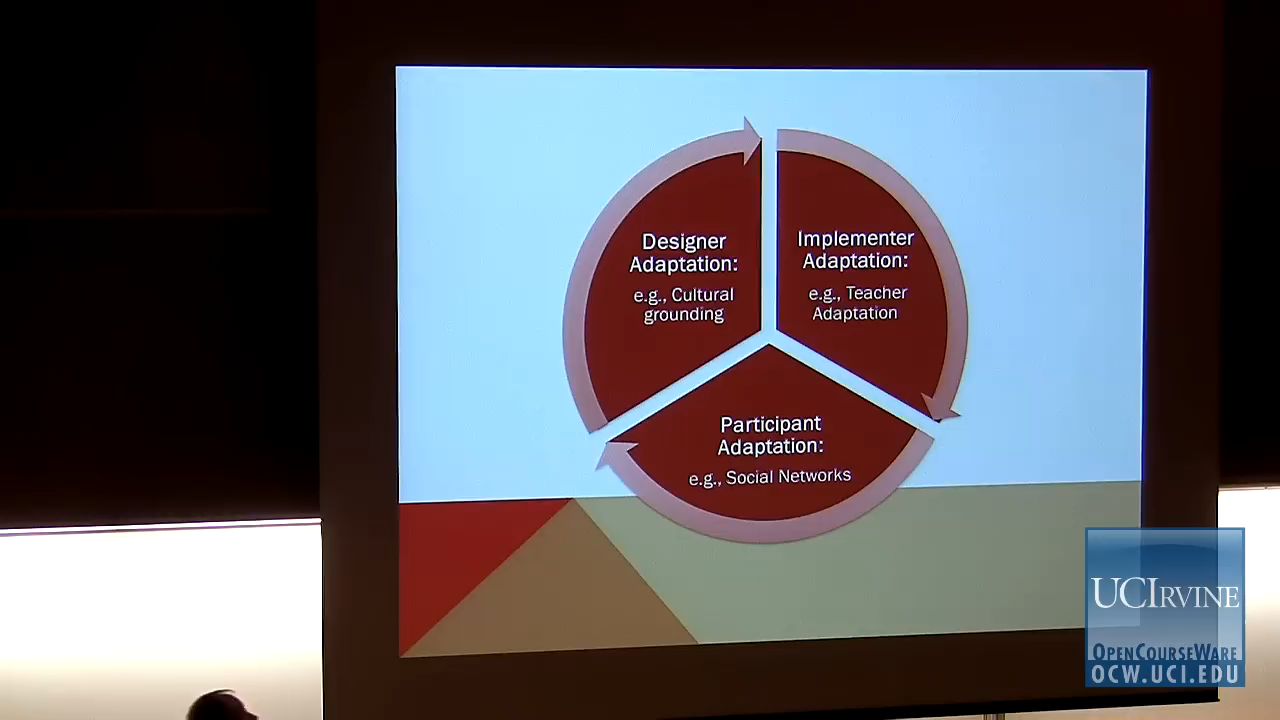 Designer
Adaptation:
e.g., Cultural
grounding
Implementer
Adaptation:
e.g., Teacher
Adaptation
Participant
Adaptation:
e.g., Social Networks
UCIRVINE
OPENCOURSEWARE
OCW.UCI.EDU